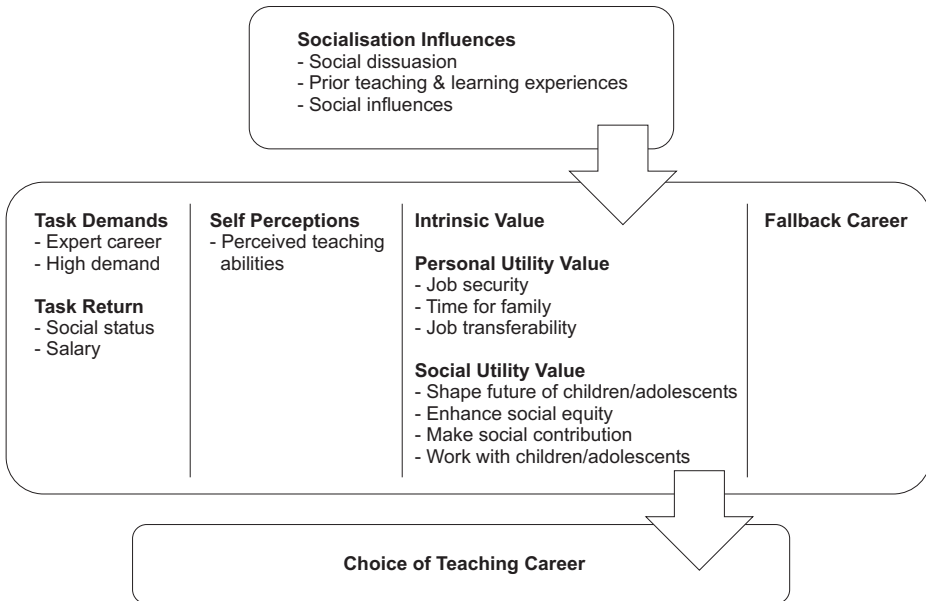 Socialisation Influences
- Social dissuasion
- Prior teaching & learning experiences
- Social influences
Task Demands
- Expert career
- High demand
Task Return
- Social status
- Salary
Self Perceptions
- Perceived teaching
abilities
Intrinsic Value
Personal Utility Value
- Job security
- Time for family
- Job transferability
Social Utility Value
- Shape future of children/adolescents
- Enhance social equity
- Make social contribution
- Work with children/adolescents
Fallback Career
Choice of Teaching Career